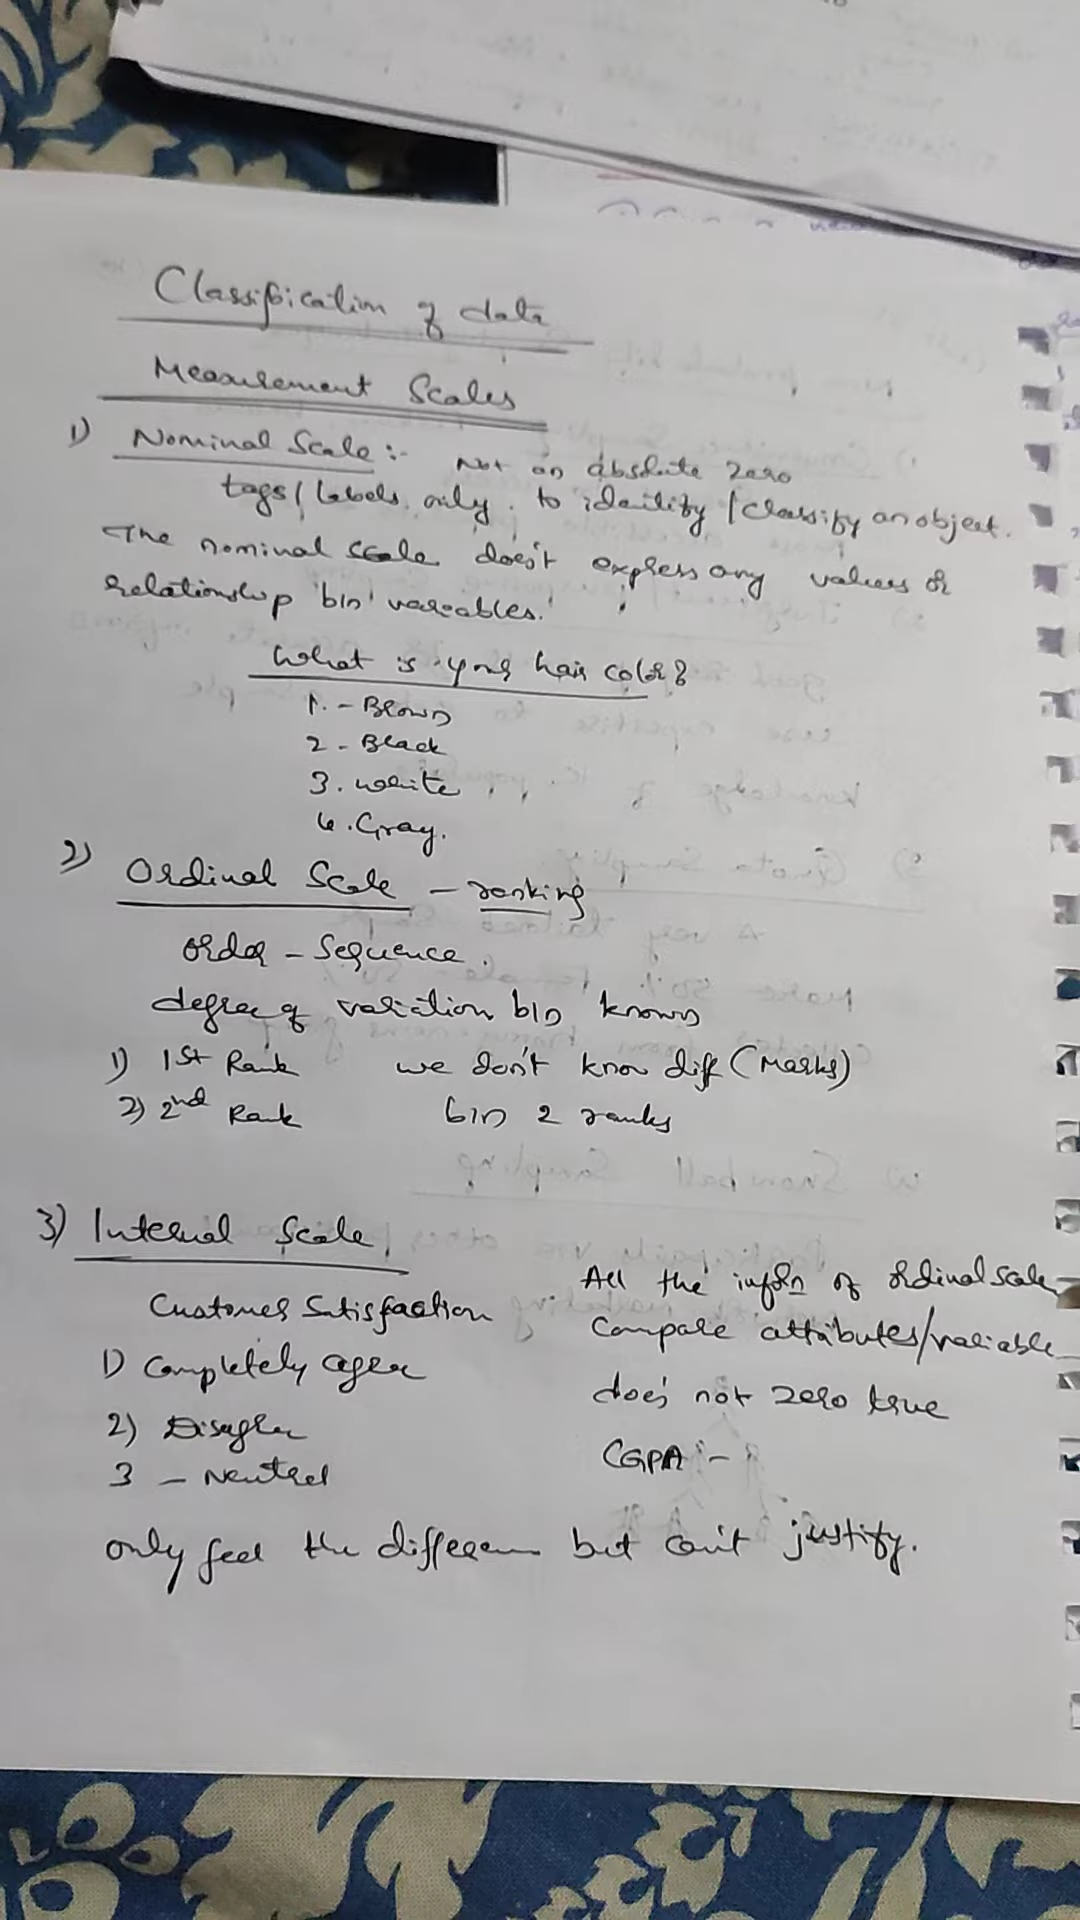 Classification of data
Measurement Scales
1) Nominal Scale :- Not an absolute zero
tags/labels only. to identify / classify an object.
The nominal scale does't express any values or
relationship b/n variables.
What is your hair color?
1. - Brown
2 - Black
3. white
4. Gray.
2) Ordinal Scale - ranking
order - Sequence.
degree of variation b/n known
1) 1st Rank we don't know diff (Marks)
2) 2nd Rank b/n 2 ranks
3) Interval Scale
All the infon of ordinal scale
Customer Satisfaction
Compare attributes/variable
1) Completely agree
does not zero true
2) Disagree
CGPA :-
3 - Neutral
only feel the difference but can't justify.